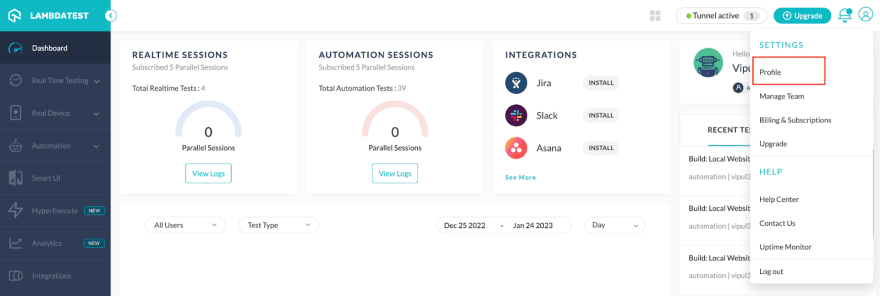 LAMBDATEST
Tunnel active 1
Upgrade
Dashboard
Real Time Testing
Real Device
Automation
Smart UI
HyperExecute NEW
Analytics NEW
Integrations
REALTIME SESSIONS
Subscribed 5 Parallel Sessions
Total Realtime Tests : 4
0
Parallel Sessions
View Logs
AUTOMATION SESSIONS
Subscribed 5 Parallel Sessions
Total Automation Tests : 39
0
Parallel Sessions
View Logs
INTEGRATIONS
Jira INSTALL
Slack INSTALL
Asana INSTALL
See More
Hello
Vipu
A
RECENT TES
Build: Local Websit
automation | vipul3
Build: Local Websit
automation | vipul3
Build: Local Websit
automation | vipul3
All Users
Test Type
Dec 25 2022 - Jan 24 2023
Day
SETTINGS
Profile
Manage Team
Billing & Subscriptions
Upgrade
HELP
Help Center
Contact Us
Uptime Monitor
Log out